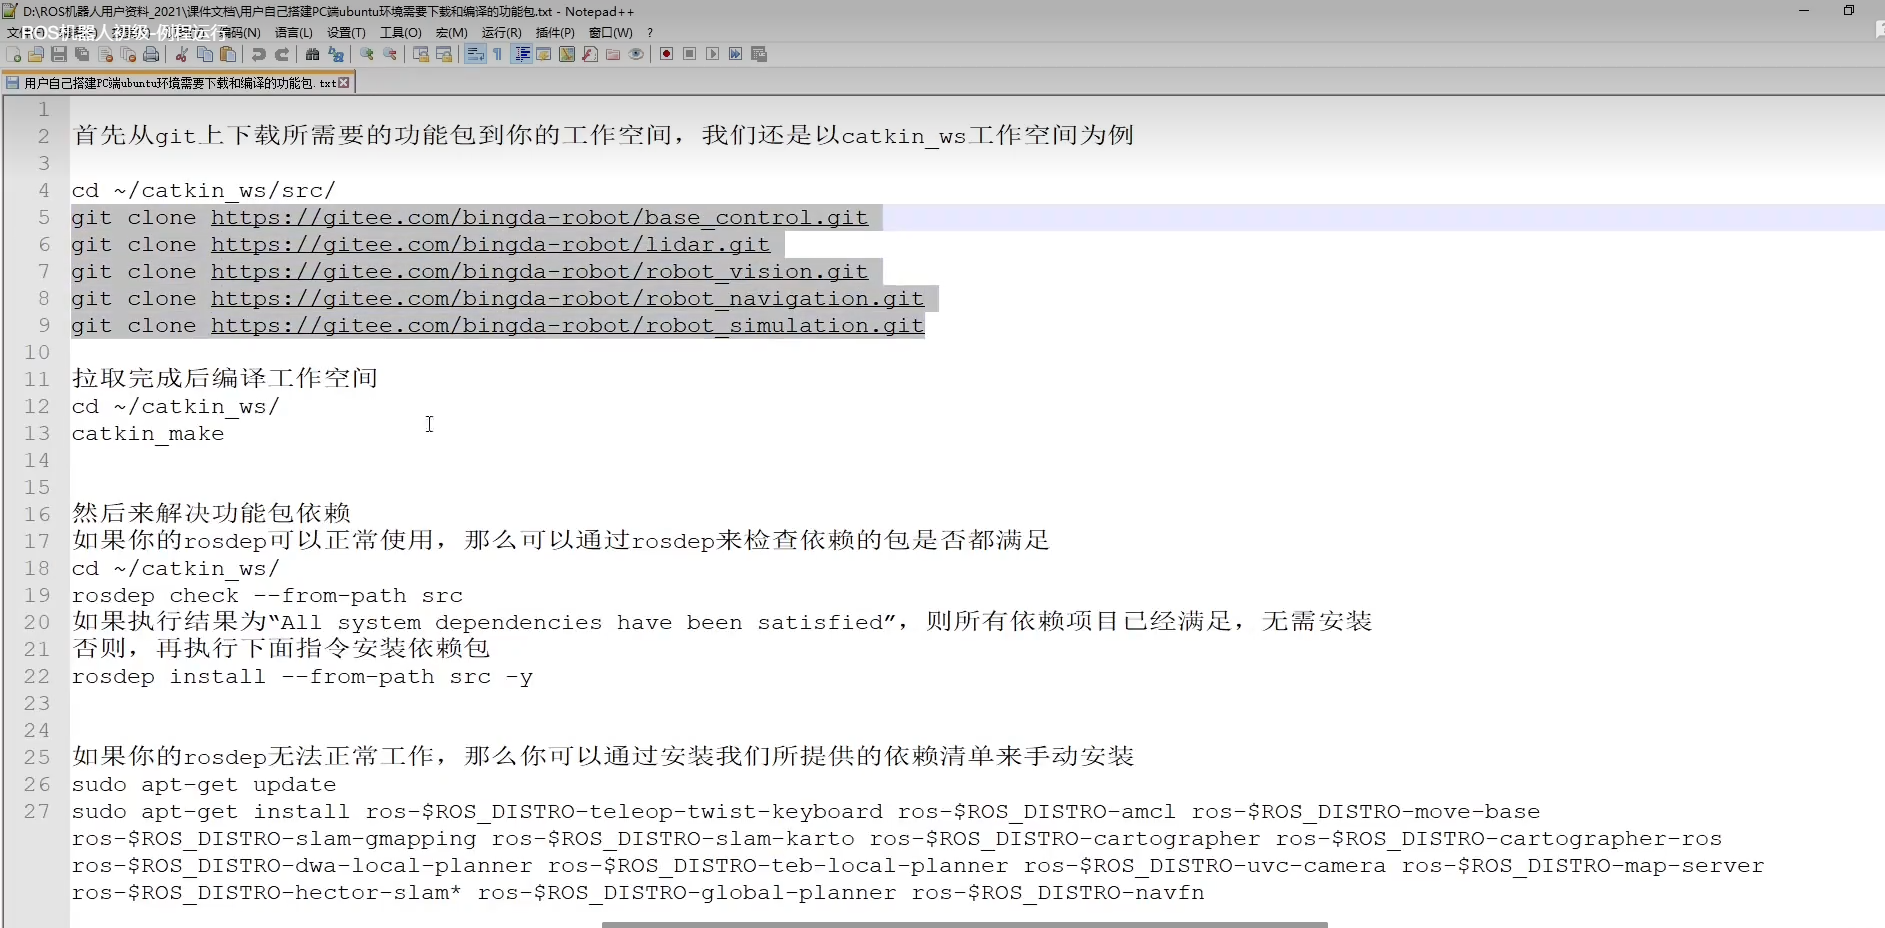 D:\ROS机器人用户资料_2021\课件文档\用户自己搭建PC端ubuntu环境需要下载和编译的功能包.txt - Notepad++
ROS机器人初级-例程运行
编码(N) 语言(L) 设置(T) 工具(O) 宏(M) 运行(R) 插件(P) 窗口(W) ?
用户自己搭建PC端ubuntu环境需要下载和编译的功能包.txt
1
2 首先从git上下载所需要的功能包到你的工作空间，我们还是以catkin_ws工作空间为例
3
4 cd ~/catkin_ws/src/
5 git clone https://gitee.com/bingda-robot/base_control.git
6 git clone https://gitee.com/bingda-robot/lidar.git
7 git clone https://gitee.com/bingda-robot/robot_vision.git
8 git clone https://gitee.com/bingda-robot/robot_navigation.git
9 git clone https://gitee.com/bingda-robot/robot_simulation.git
10
11 拉取完成后编译工作空间
12 cd ~/catkin_ws/
13 catkin_make
14
15
16 然后来解决功能包依赖
17 如果你的rosdep可以正常使用，那么可以通过rosdep来检查依赖的包是否都满足
18 cd ~/catkin_ws/
19 rosdep check --from-path src
20 如果执行结果为“All system dependencies have been satisfied”，则所有依赖项目已经满足，无需安装
21 否则，再执行下面指令安装依赖包
22 rosdep install --from-path src -y
23
24
25 如果你的rosdep无法正常工作，那么你可以通过安装我们所提供的依赖清单来手动安装
26 sudo apt-get update
27 sudo apt-get install ros-$ROS_DISTRO-teleop-twist-keyboard ros-$ROS_DISTRO-amcl ros-$ROS_DISTRO-move-base
ros-$ROS_DISTRO-slam-gmapping ros-$ROS_DISTRO-slam-karto ros-$ROS_DISTRO-cartographer ros-$ROS_DISTRO-cartographer-ros
ros-$ROS_DISTRO-dwa-local-planner ros-$ROS_DISTRO-teb-local-planner ros-$ROS_DISTRO-uvc-camera ros-$ROS_DISTRO-map-server
ros-$ROS_DISTRO-hector-slam* ros-$ROS_DISTRO-global-planner ros-$ROS_DISTRO-navfn